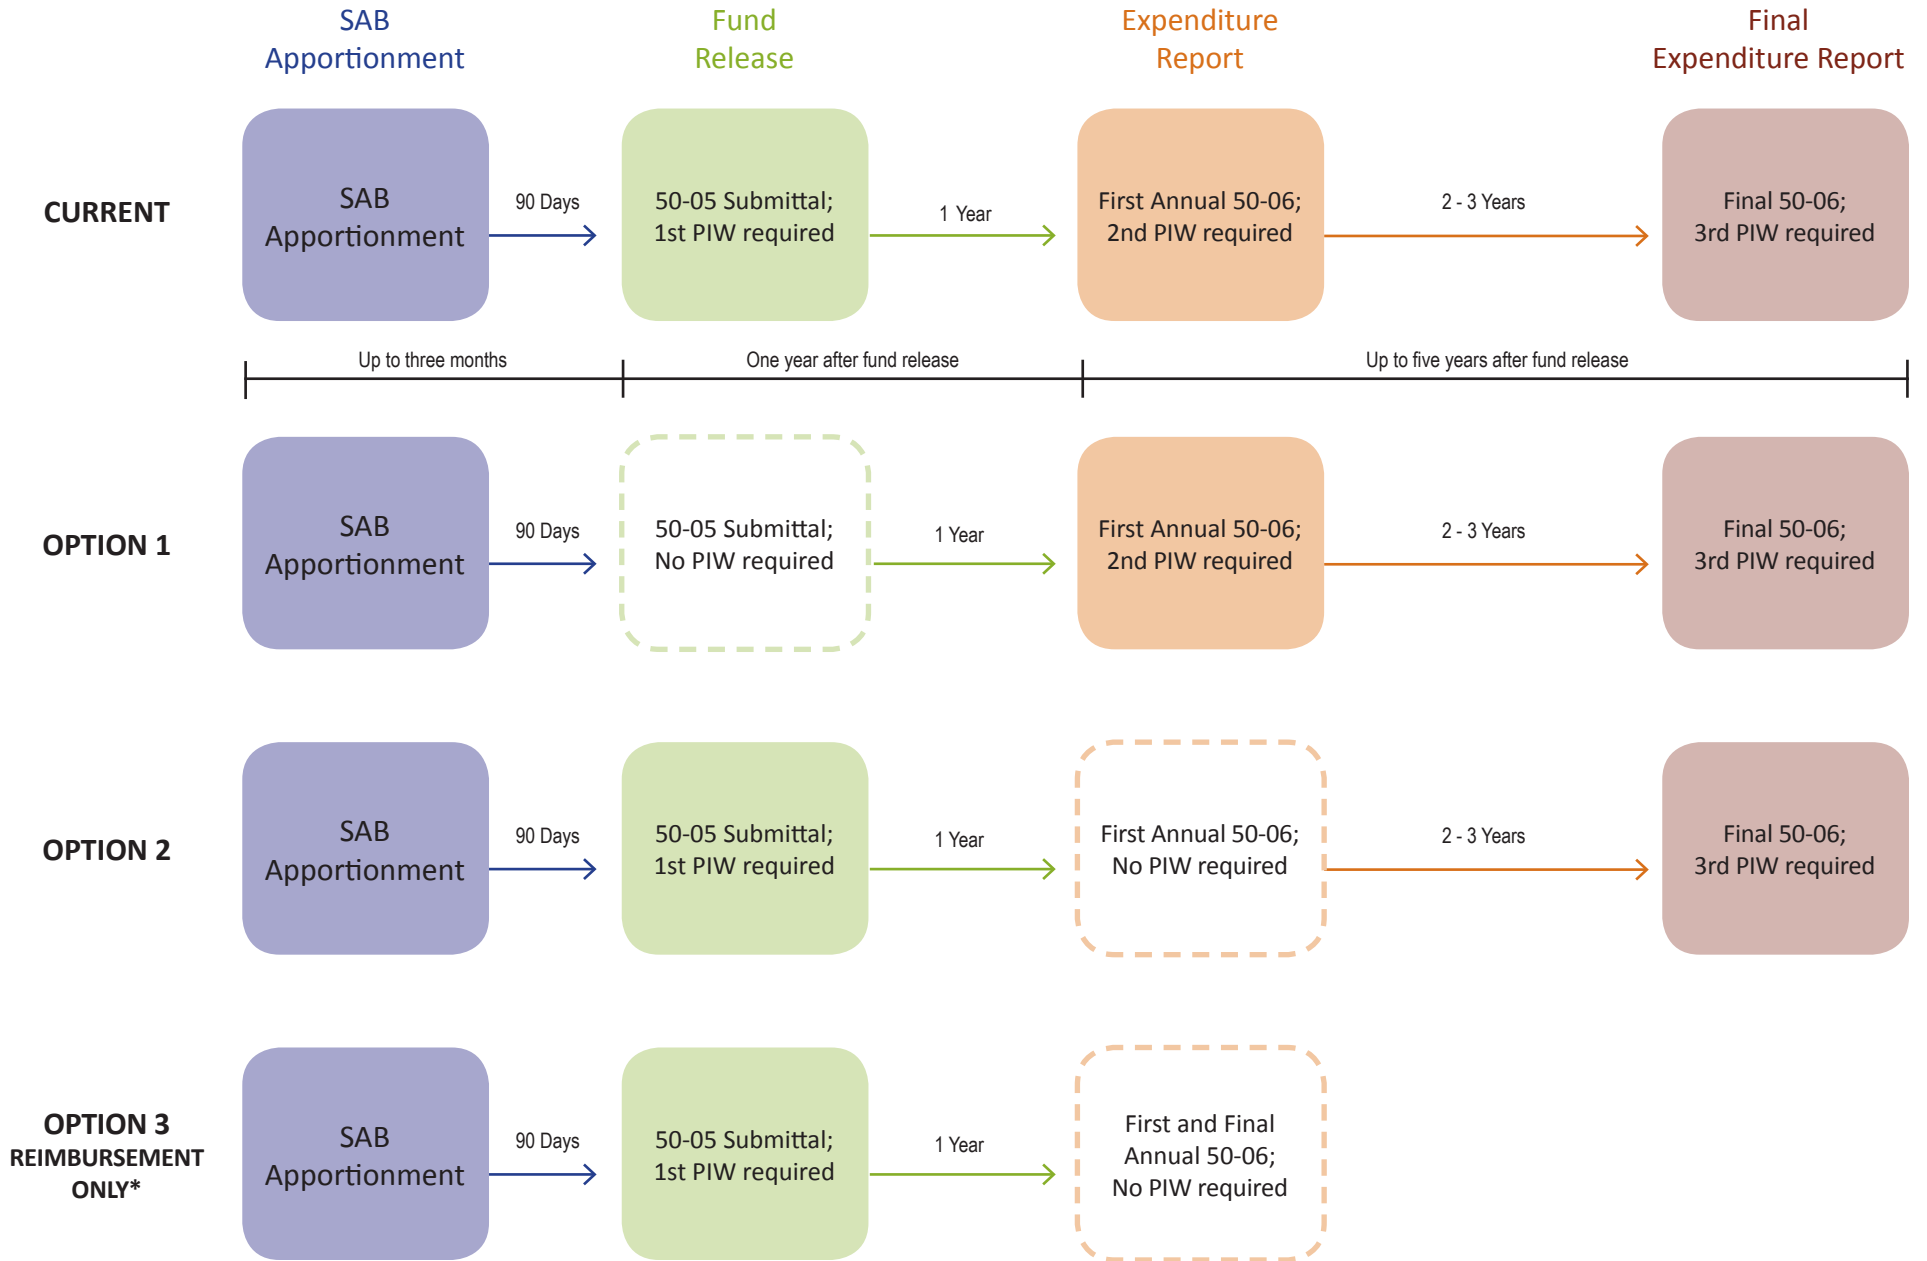 SAB
Apportionment
Fund
Release
Expenditure
Report
Final
Expenditure Report
CURRENT
SAB
Apportionment
90 Days
50-05 Submittal;
1st PIW required
1 Year
First Annual 50-06;
2nd PIW required
2 - 3 Years
Final 50-06;
3rd PIW required
Up to three months
One year after fund release
Up to five years after fund release
OPTION 1
SAB
Apportionment
90 Days
50-05 Submittal;
No PIW required
1 Year
First Annual 50-06;
2nd PIW required
2 - 3 Years
Final 50-06;
3rd PIW required
OPTION 2
SAB
Apportionment
90 Days
50-05 Submittal;
1st PIW required
1 Year
First Annual 50-06;
No PIW required
2 - 3 Years
Final 50-06;
3rd PIW required
OPTION 3
REIMBURSEMENT
ONLY*
SAB
Apportionment
90 Days
50-05 Submittal;
1st PIW required
1 Year
First and Final
Annual 50-06;
No PIW required